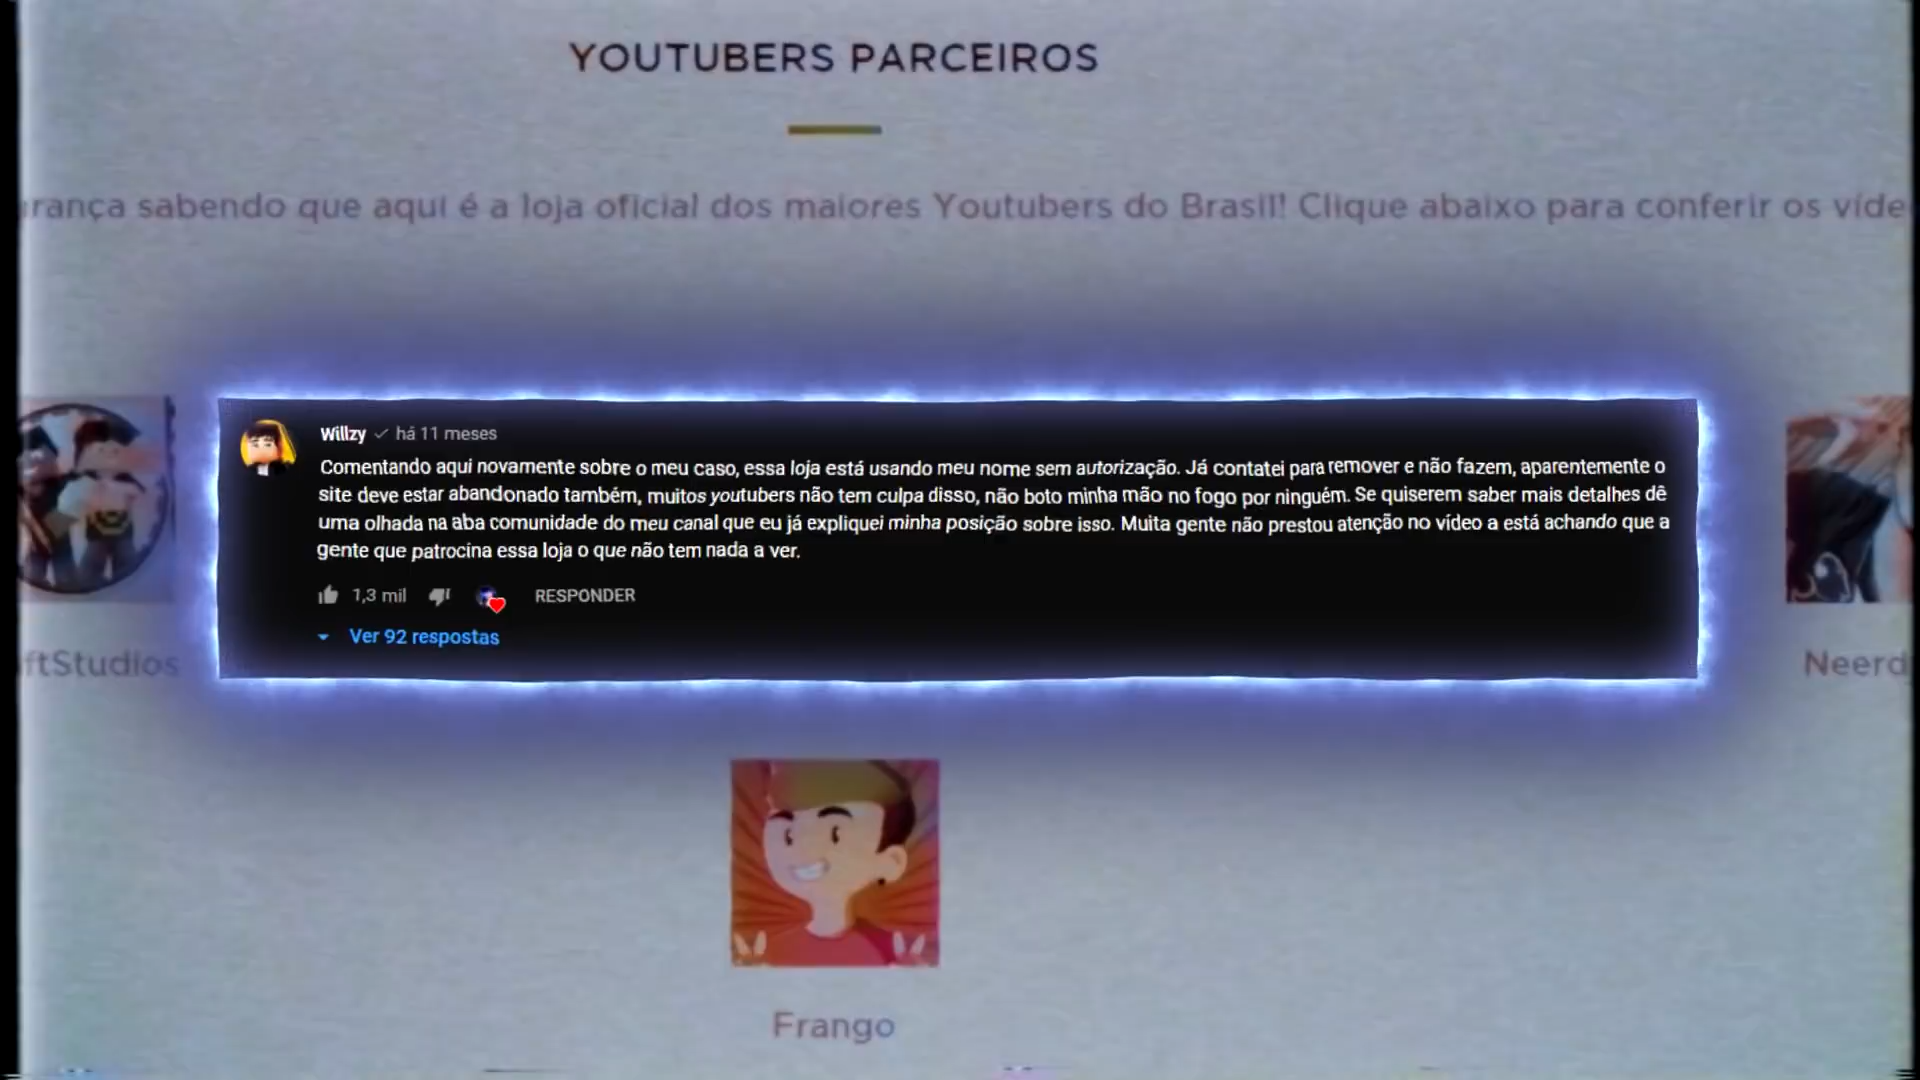 YOUTUBERS PARCEIROS
rança sabendo que aqui é a loja oficial dos maiores Youtubers do Brasil! Clique abaixo para conferir os víde
Willzy há 11 meses
Comentando aqui novamente sobre o meu caso, essa loja está usando meu nome sem autorização. Já contatei para remover e não fazem, aparentemente o
site deve estar abandonado também, muitos youtubers não tem culpa disso, não boto minha mão no fogo por ninguém. Se quiserem saber mais detalhes dê
uma olhada na aba comunidade do meu canal que eu já expliquei minha posição sobre isso. Muita gente não prestou atenção no vídeo a está achando que a
gente que patrocina essa loja o que não tem nada a ver.
1,3 mil RESPONDER
Ver 92 respostas
ftStudios
Neerd
Frango